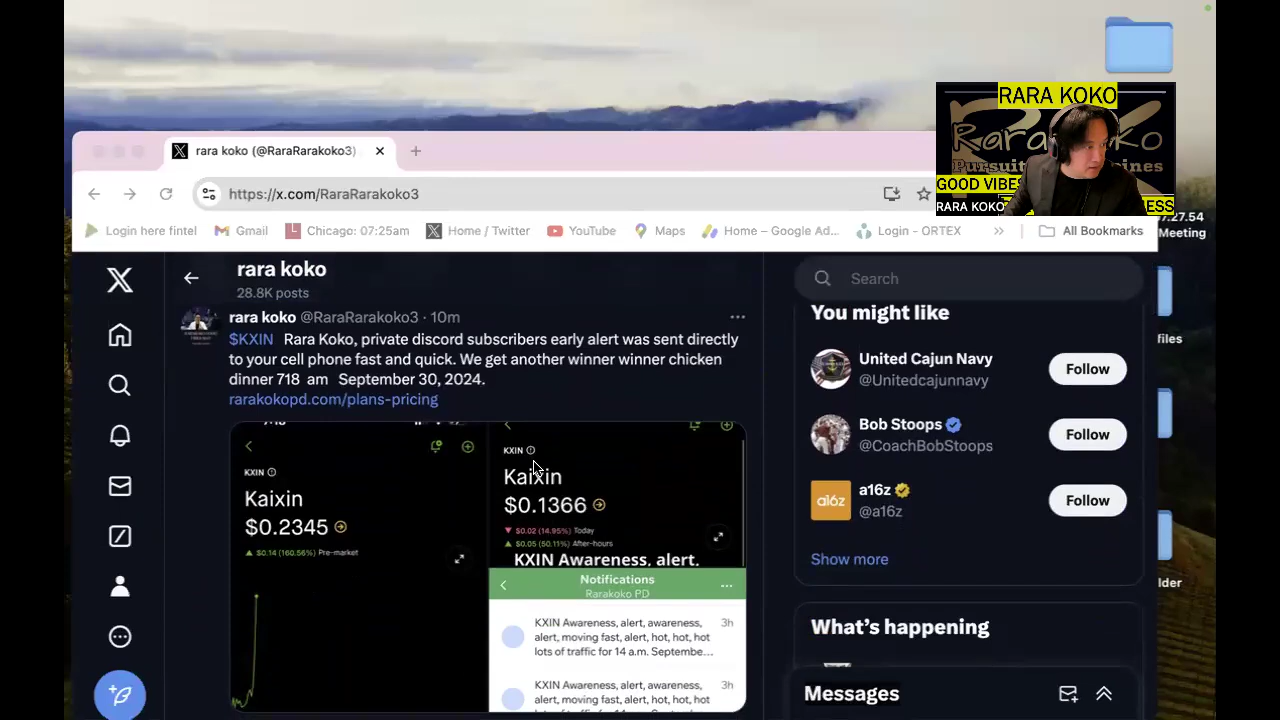 RARA KOKO
GOOD VIBES
RARA KOKO
ESS
rara koko (@RaraRarakoko3)
https://x.com/RaraRarakoko3
Login here fintel
Gmail
Chicago: 07:25am
Home / Twitter
YouTube
Maps
Home – Google Ad...
Login - ORTEX
All Bookmarks
7.27.54
Meeting
files
lder
rara koko
28.8K posts
rara koko @RaraRarakoko3 · 10m
$KXIN Rara Koko, private discord subscribers early alert was sent directly
to your cell phone fast and quick. We get another winner winner chicken
dinner 718 am September 30, 2024.
rarakokopd.com/plans-pricing
KXIN
Kaixin
$0.2345
$0.14 (160.56%) Pre-market
KXIN
Kaixin
$0.1366
$0.02 (14.95%) Today
$0.05 (50.11%) After-hours
KXIN Awareness, alert,
Notifications
Rarakoko PD
KXIN Awareness, alert, awareness,
alert, moving fast, alert, hot, hot, hot
lots of traffic for 14 a.m. Septembe...
3h
KXIN Awareness, alert, awareness,
alert, moving fast, alert, hot, hot, hot
3h
Search
You might like
United Cajun Navy
@Unitedcajunnavy
Follow
Bob Stoops
@CoachBobStoops
Follow
a16z
a16z
@a16z
Follow
Show more
What's happening
Messages